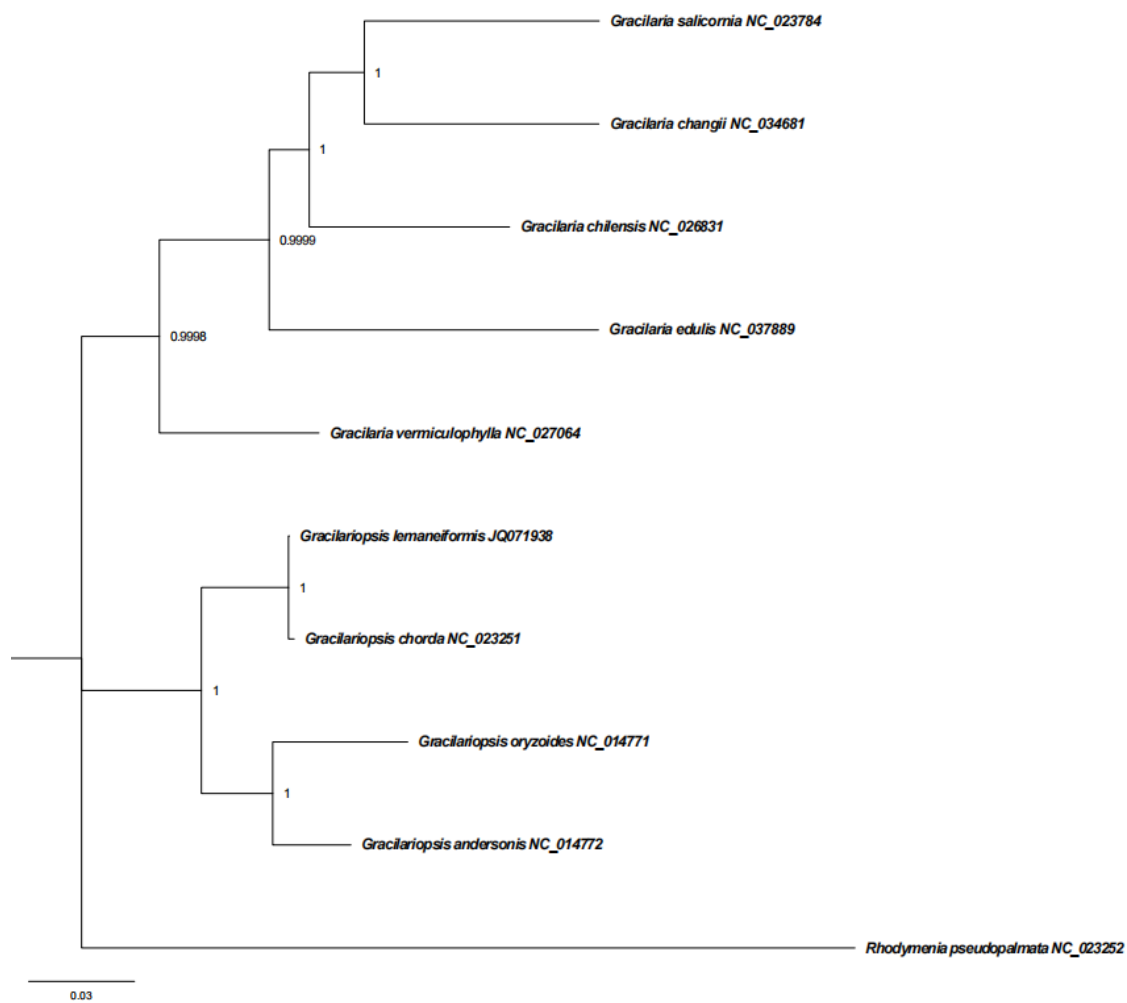 Gracilaria salicornia NC_023784
1
Gracilaria changii NC_034681
1
Gracilaria chilensis NC_026831
0.9999
Gracilaria edulis NC_037889
0.9998
Gracilaria vermiculophylla NC_027064
Gracilariopsis lemaneiformis JQ071938
1
Gracilariopsis chorda NC_023251
1
Gracilariopsis oryzoides NC_014771
1
Gracilariopsis andersonis NC_014772
Rhodymenia pseudopalmata NC_023252
0.03